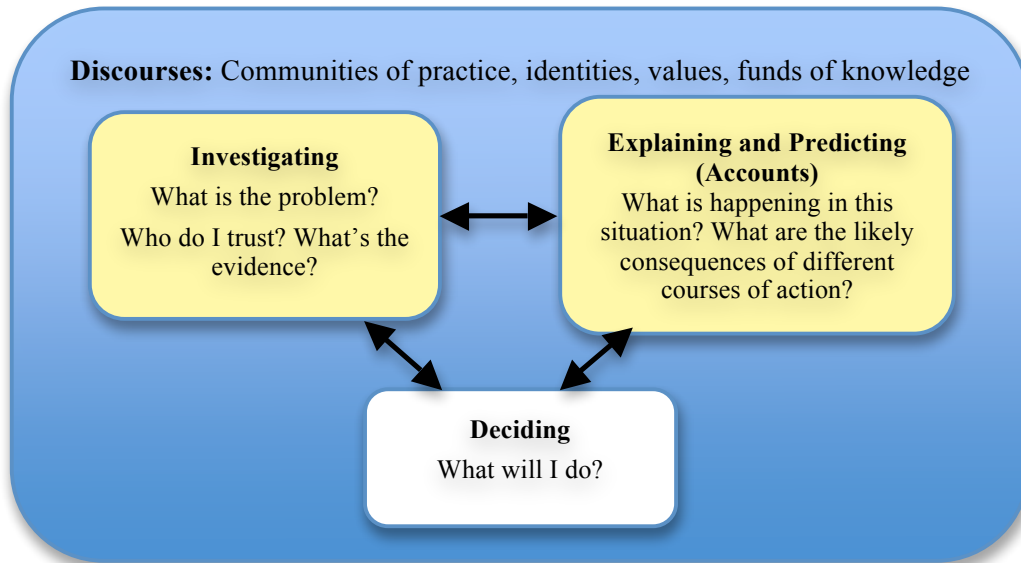 Discourses: Communities of practice, identities, values, funds of knowledge
Investigating
What is the problem?
Who do I trust? What’s the
evidence?
Explaining and Predicting
(Accounts)
What is happening in this
situation? What are the likely
consequences of different
courses of action?
Deciding
What will I do?